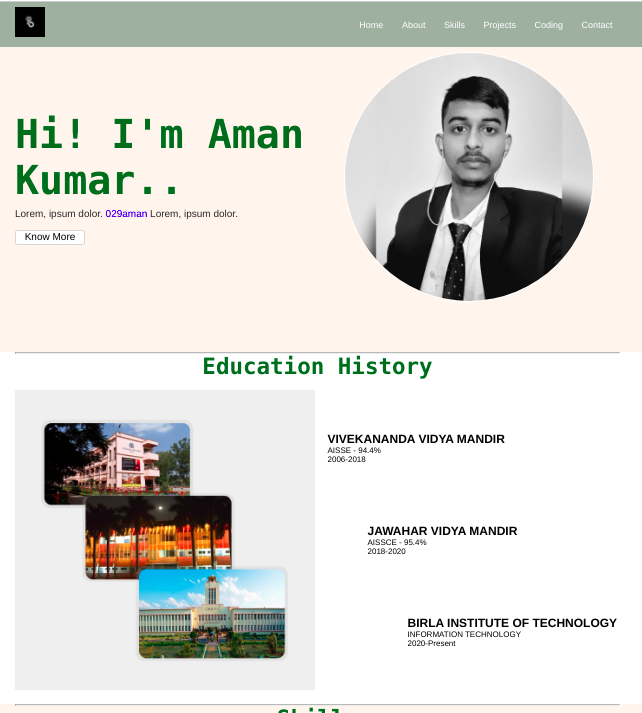 Home About Skills Projects Coding Contact
Hi! I'm Aman
Kumar..
Lorem, ipsum dolor. 029aman Lorem, ipsum dolor.
Know More
Education History
VIVEKANANDA VIDYA MANDIR
AISSE - 94.4%
2006-2018
JAWAHAR VIDYA MANDIR
AISSCE - 95.4%
2018-2020
BIRLA INSTITUTE OF TECHNOLOGY
INFORMATION TECHNOLOGY
2020-Present